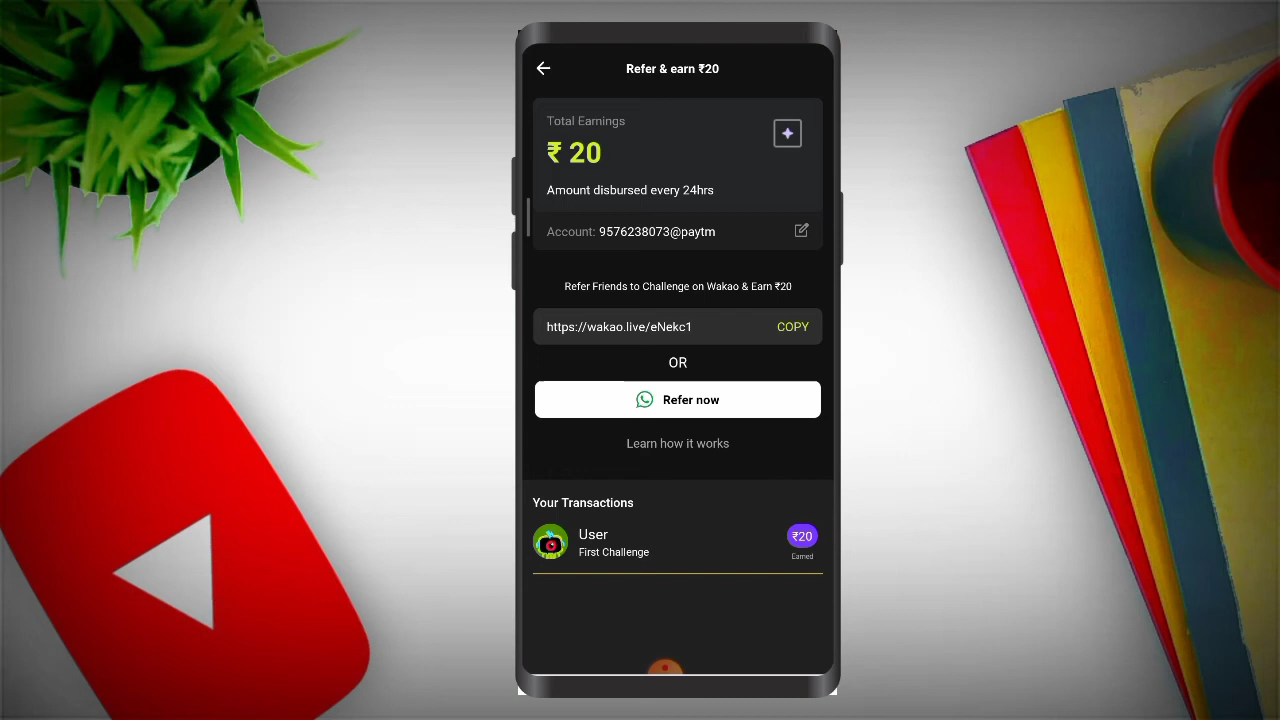 Refer & earn ₹20
Total Earnings
₹ 20
Amount disbursed every 24hrs
Account: 9576238073@paytm
Refer Friends to Challenge on Wakao & Earn ₹20
https://wakao.live/eNekc1 COPY
OR
Refer now
Learn how it works
Your Transactions
User ₹20
First Challenge Earned